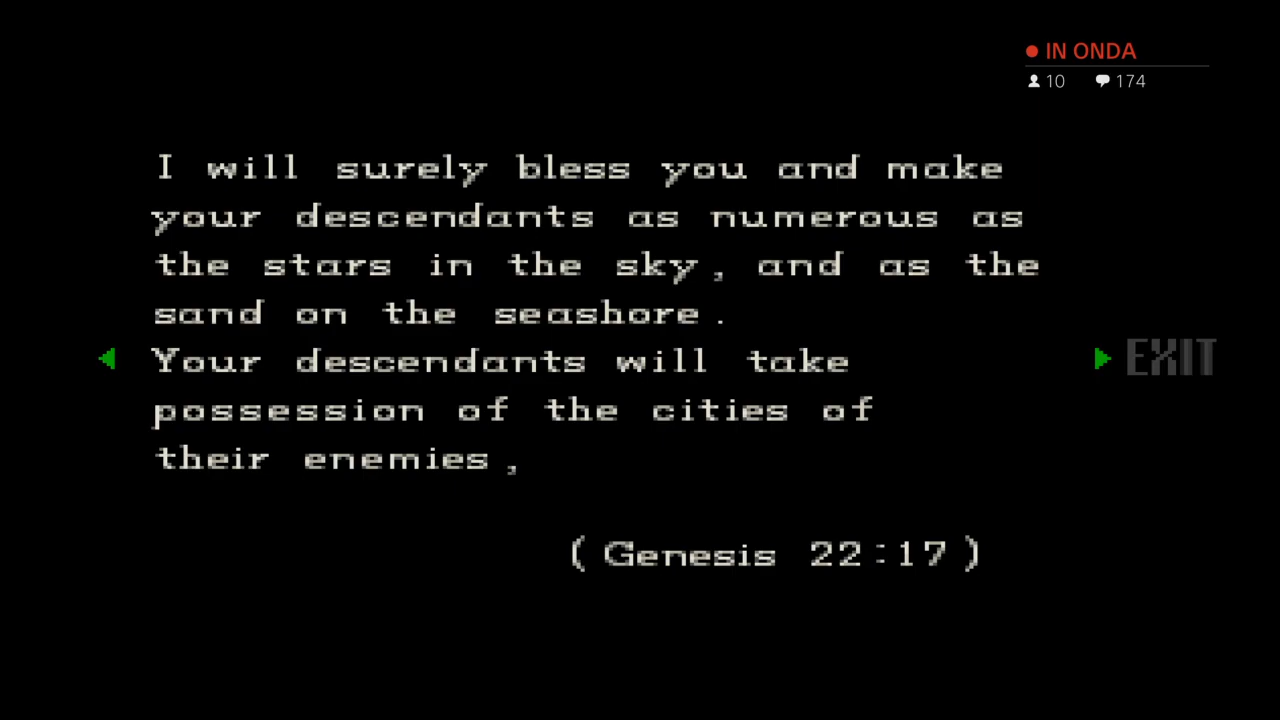 IN ONDA
10 174
I will surely bless you and make
your descendants as numerous as
the stars in the sky, and as the
sand on the seashore.
Your descendants will take
EXIT
possession of the cities of
their enemies,
(Genesis 22:17)